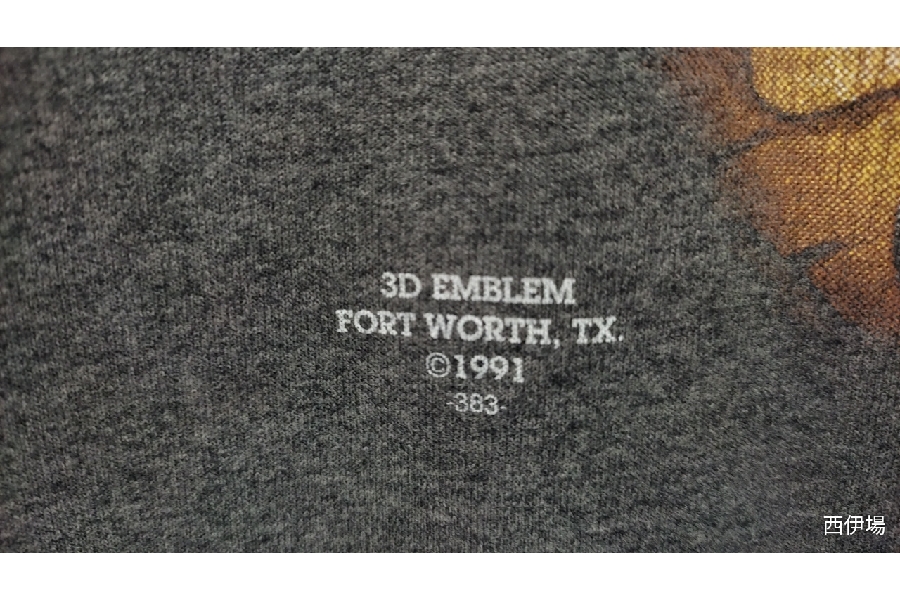 3D EMBLEM
FORT WORTH, TX.
©1991
-383-
西伊場